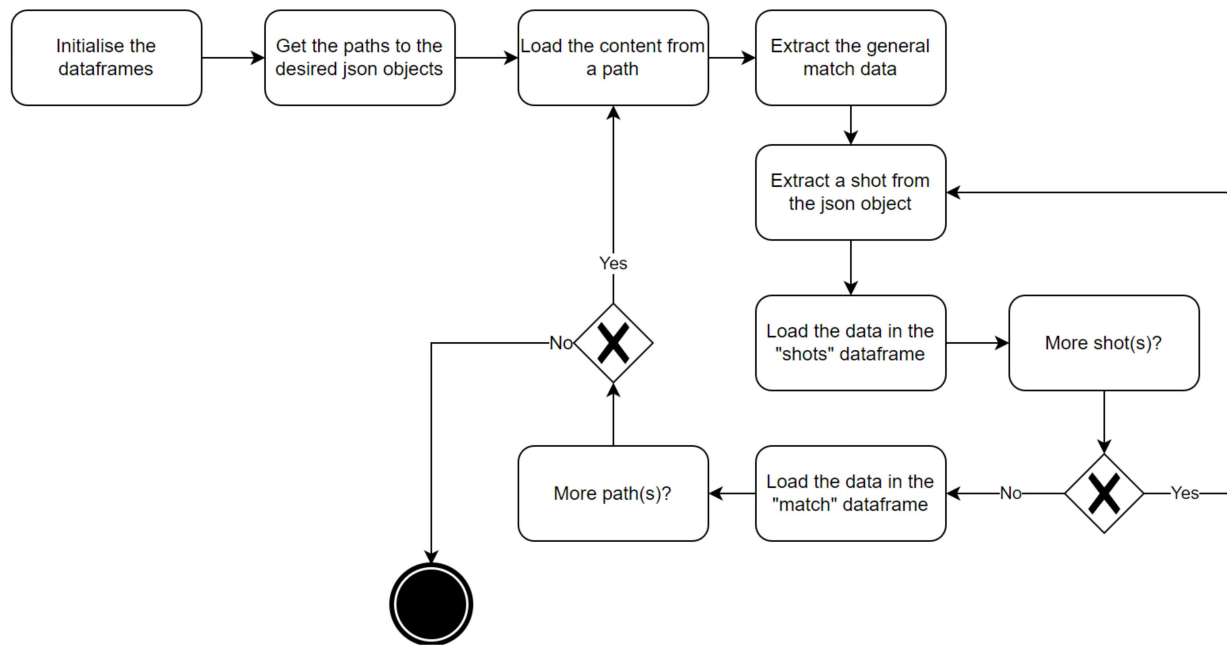 Initialise the
dataframes
Get the paths to the
desired json objects
Load the content from
a path
Extract the general
match data
Extract a shot from
the json object
Yes
Load the data in the
"shots" dataframe
More shot(s)?
No
More path(s)?
Load the data in the
"match" dataframe
No
Yes